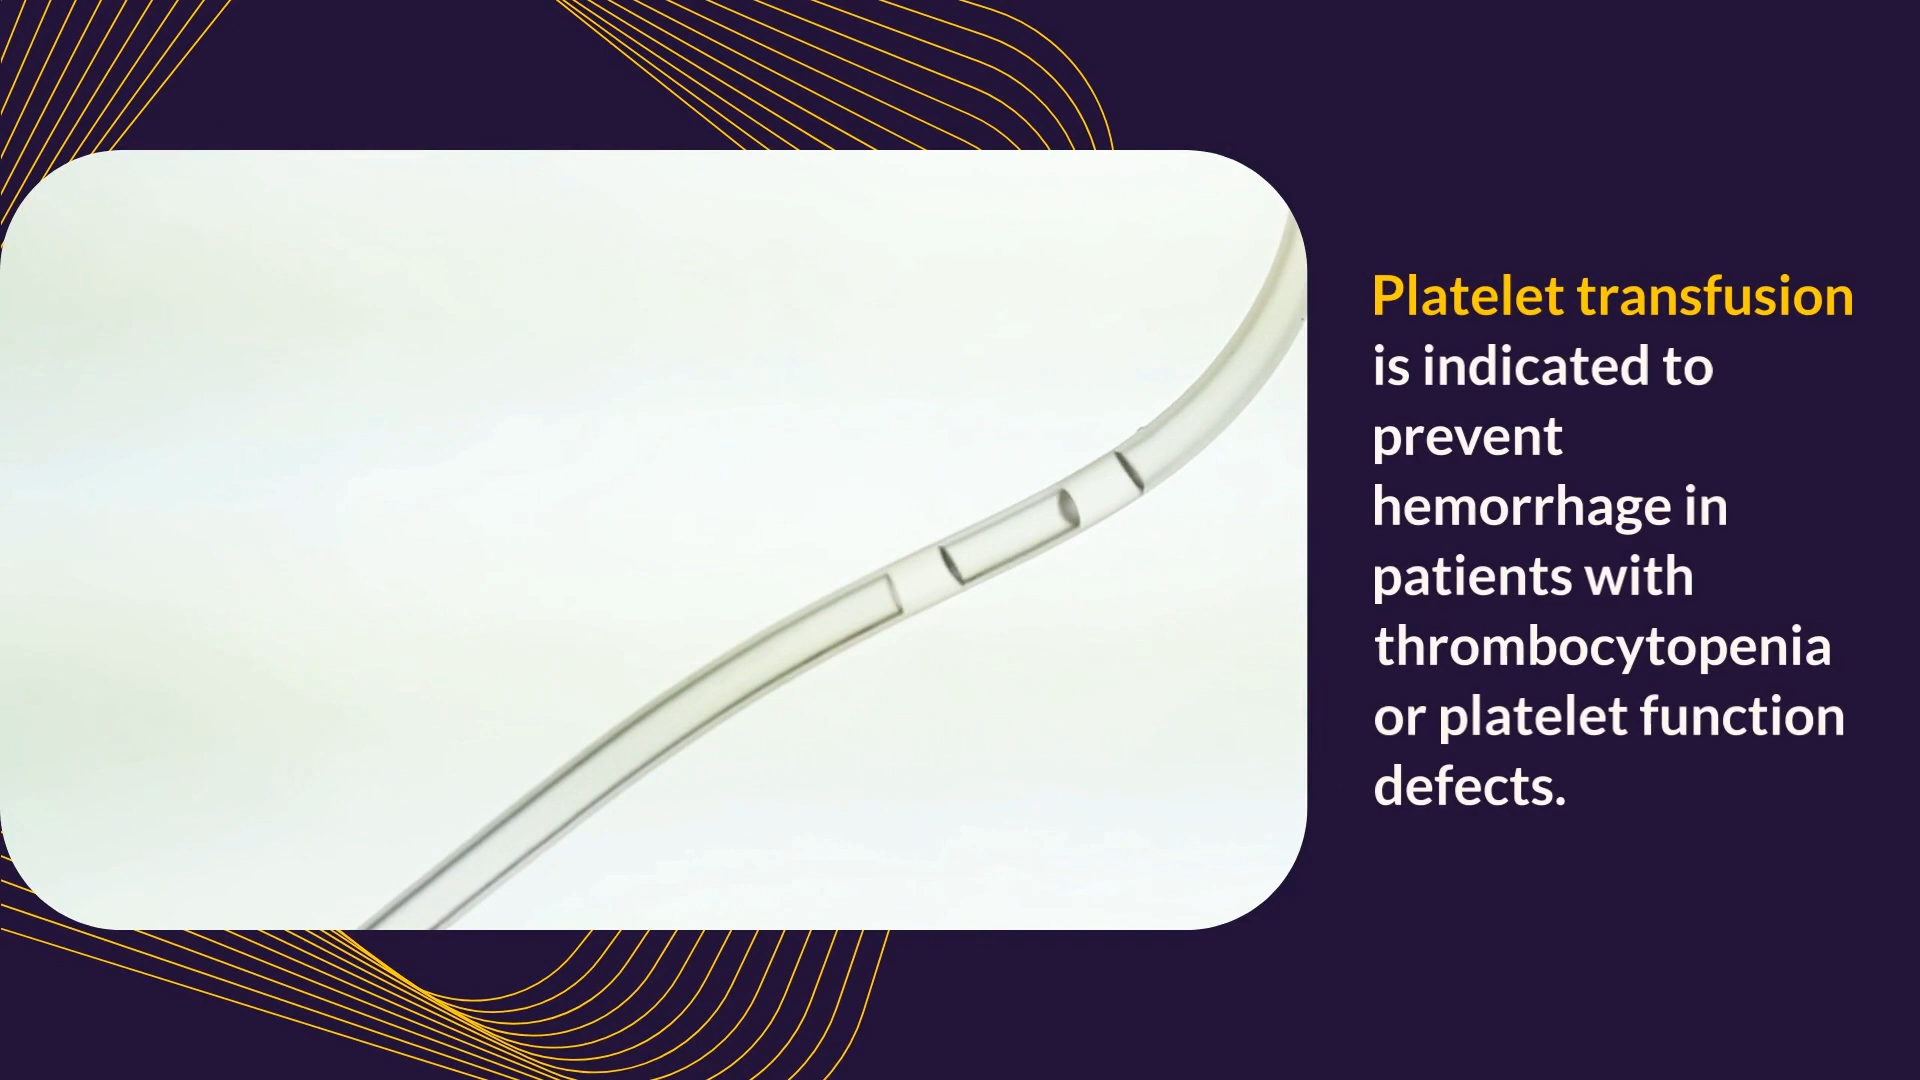 Platelet transfusion
is indicated to
prevent
hemorrhage in
patients with
thrombocytopenia
or platelet function
defects.